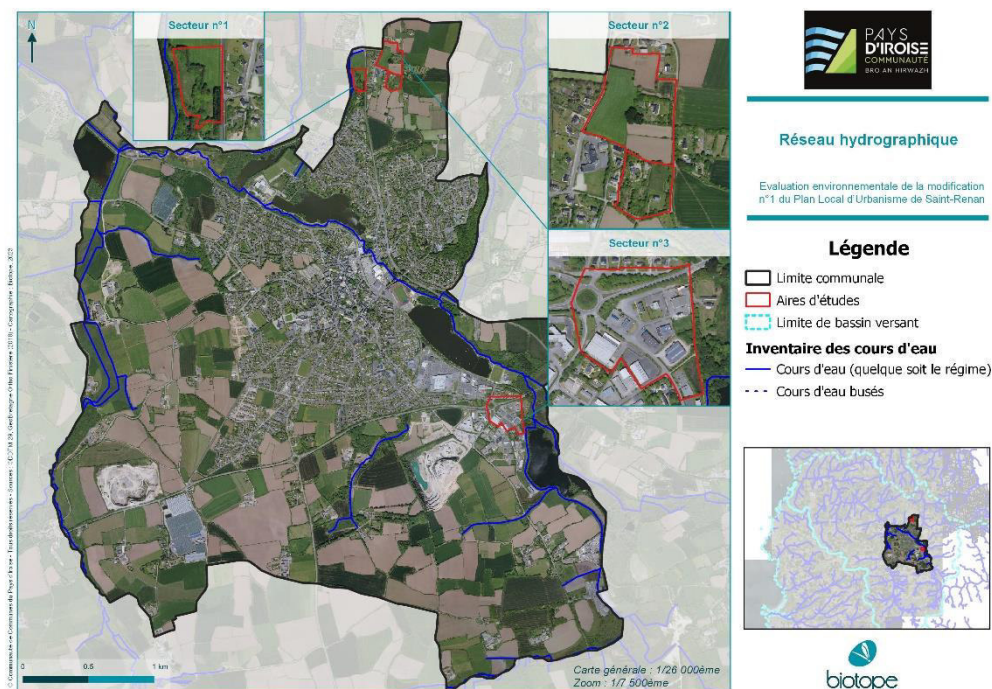 N
Secteur n°1
Secteur n°2
Secteur n°3
0 0.5 1 km
Carte générale : 1/26 000ème
Zoom : 1/7 500ème
PAYS
D'IROISE
COMMUNAUTÉ
BRO AN HIRWAZH
Réseau hydrographique
Evaluation environnementale de la modification
n°1 du Plan Local d'Urbanisme de Saint-Renan
Légende
Limite communale
Aires d'études
Limite de bassin versant
Inventaire des cours d'eau
Cours d'eau (quelque soit le régime)
Cours d'eau busés
biotope